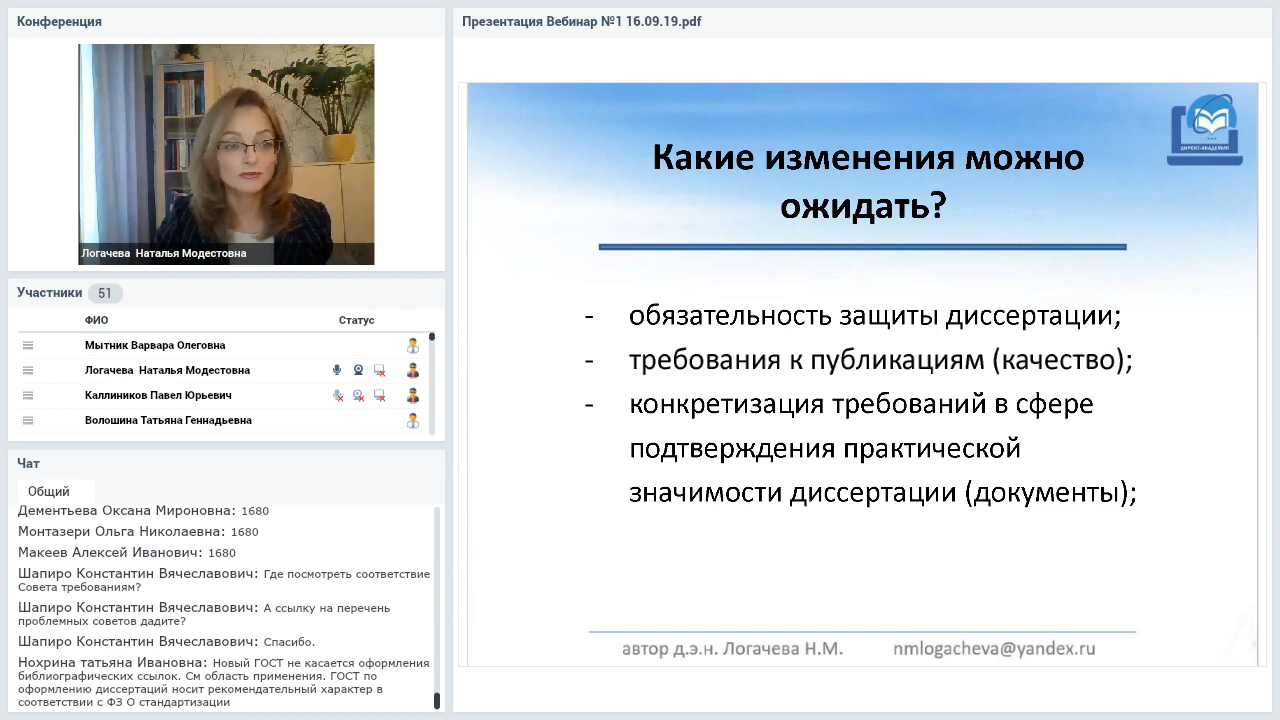 Конференция
Логачева  Наталья Модестовна
Участники 51
ФИО Статус
Мытник Варвара Олеговна
Логачева  Наталья Модестовна
Каллиников Павел Юрьевич
Волошина Татьяна Геннадьевна
Чат
Общий
Дементьева Оксана Мироновна: 1680
Монтазери Ольга Николаевна: 1680
Макеев Алексей Иванович: 1680
Шапиро Константин Вячеславович: Где посмотреть соответствие
Совета требованиям?
Шапиро Константин Вячеславович: А ссылку на перечень
проблемных советов дадите?
Шапиро Константин Вячеславович: Спасибо.
Нохрина татьяна Ивановна: Новый ГОСТ не касается оформления
библиографических ссылок. См область применения. ГОСТ по
оформлению диссертаций носит рекомендательный характер в
соответствии с ФЗ О стандартизации
Презентация Вебинар №1 16.09.19.pdf
ДИРЕКТ-АКАДЕМИЯ
Какие изменения можно
ожидать?
- обязательность защиты диссертации;
- требования к публикациям (качество);
- конкретизация требований в сфере
подтверждения практической
значимости диссертации (документы);
автор д.э.н. Логачева Н.М. nmlogacheva@yandex.ru